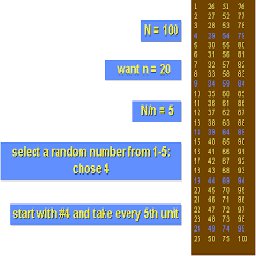 N = 100
want n = 20
N/n = 5
select a random number from 1-5:
chose 4
start with #4 and take every 5th unit
1 26 51 76
2 27 52 77
3 28 53 78
4 29 54 79
5 30 55 80
6 31 56 81
7 32 57 82
8 33 58 83
9 34 59 84
10 35 60 85
11 36 61 86
12 37 62 87
13 38 63 88
14 39 64 89
15 40 65 90
16 41 66 91
17 42 67 92
18 43 68 93
19 44 69 94
20 45 70 95
21 46 71 96
22 47 72 97
23 48 73 98
24 49 74 99
25 50 75 100